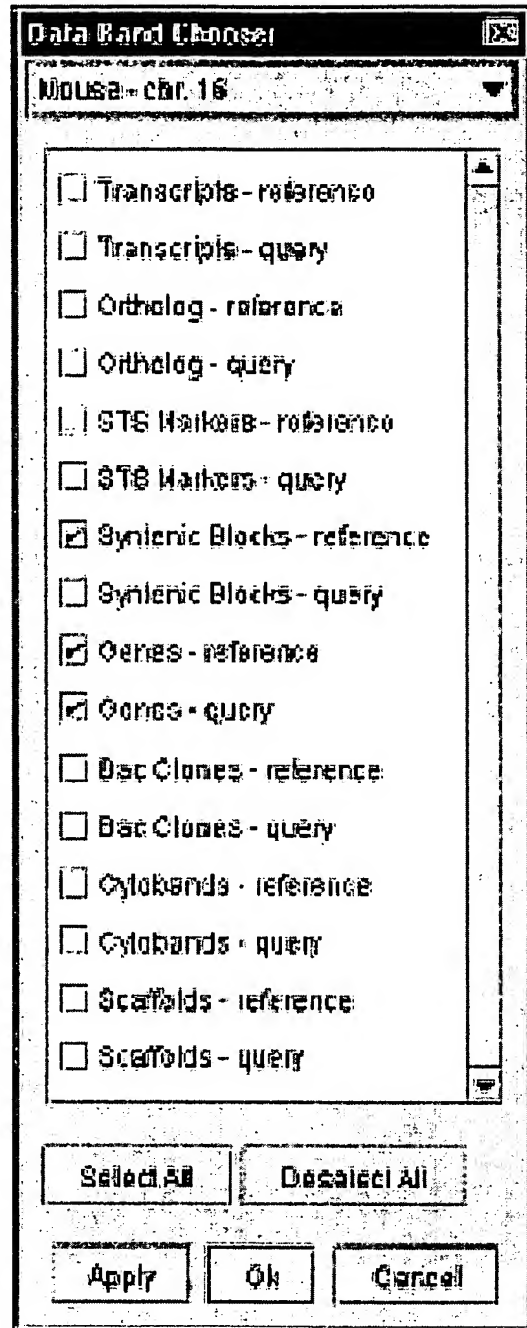 Data Band Chooser
Mouse - chr. 16
Transcripts - reference
Transcripts - query
Ortholog - reference
Ortholog - query
STS Markers - reference
STS Markers - query
Syntenic Blocks - reference
Syntenic Blocks - query
Genes - reference
Genes - query
Bac Clones - reference
Bac Clones - query
Cytobands - reference
Cytobands - query
Scaffolds - reference
Scaffolds - query
Select All
Deselect All
Apply
Ok
Cancel